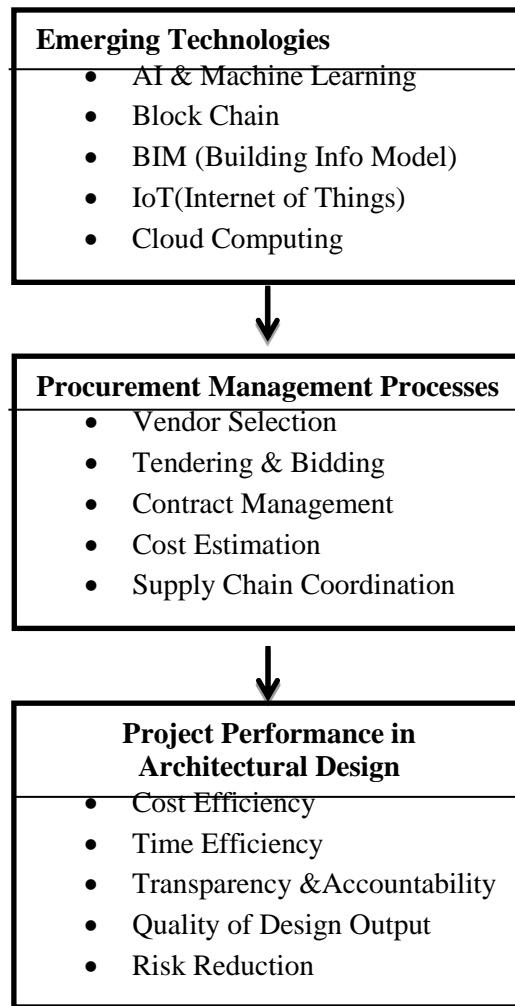 Emerging Technologies
• AI & Machine Learning
• Block Chain
• BIM (Building Info Model)
• IoT(Internet of Things)
• Cloud Computing
Procurement Management Processes
• Vendor Selection
• Tendering & Bidding
• Contract Management
• Cost Estimation
• Supply Chain Coordination
Project Performance in
Architectural Design
• Cost Efficiency
• Time Efficiency
• Transparency &Accountability
• Quality of Design Output
• Risk Reduction